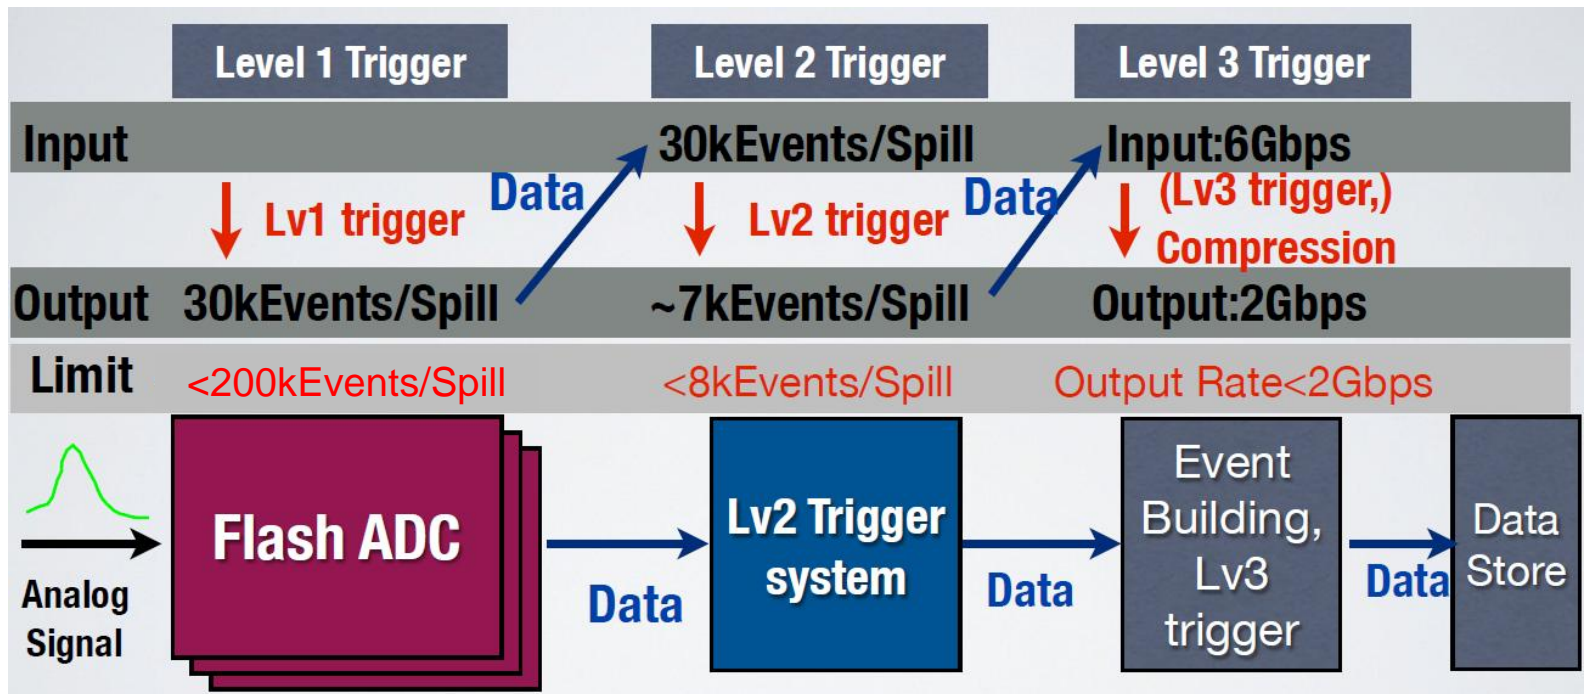 Level 1 Trigger
Level 2 Trigger
Level 3 Trigger
Input
30kEvents/Spill
Input:6Gbps
Lv1 trigger
Data
Lv2 trigger
Data
(Lv3 trigger,)
Compression
Output
30kEvents/Spill
~7kEvents/Spill
Output:2Gbps
Limit
<200kEvents/Spill
<8kEvents/Spill
Output Rate<2Gbps
Analog
Signal
Flash ADC
Data
Lv2 Trigger
system
Data
Event
Building,
Lv3
trigger
Data
Data
Store